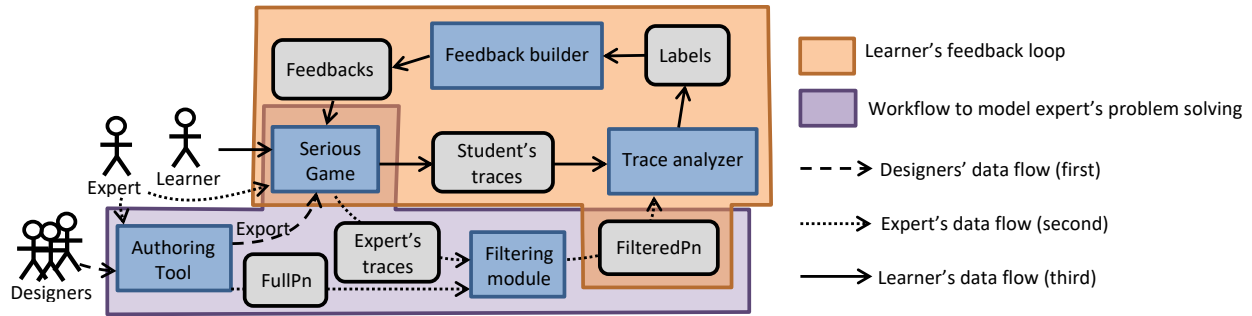 Feedbacks
Feedback builder
Labels
Learner's feedback loop
Workflow to model expert's problem solving
Expert
Learner
Serious
Game
Student's
traces
Trace analyzer
Designers' data flow (first)
Designers
Authoring
Tool
Export
FullPn
Expert's
traces
Filtering
module
FilteredPn
Expert's data flow (second)
Learner's data flow (third)